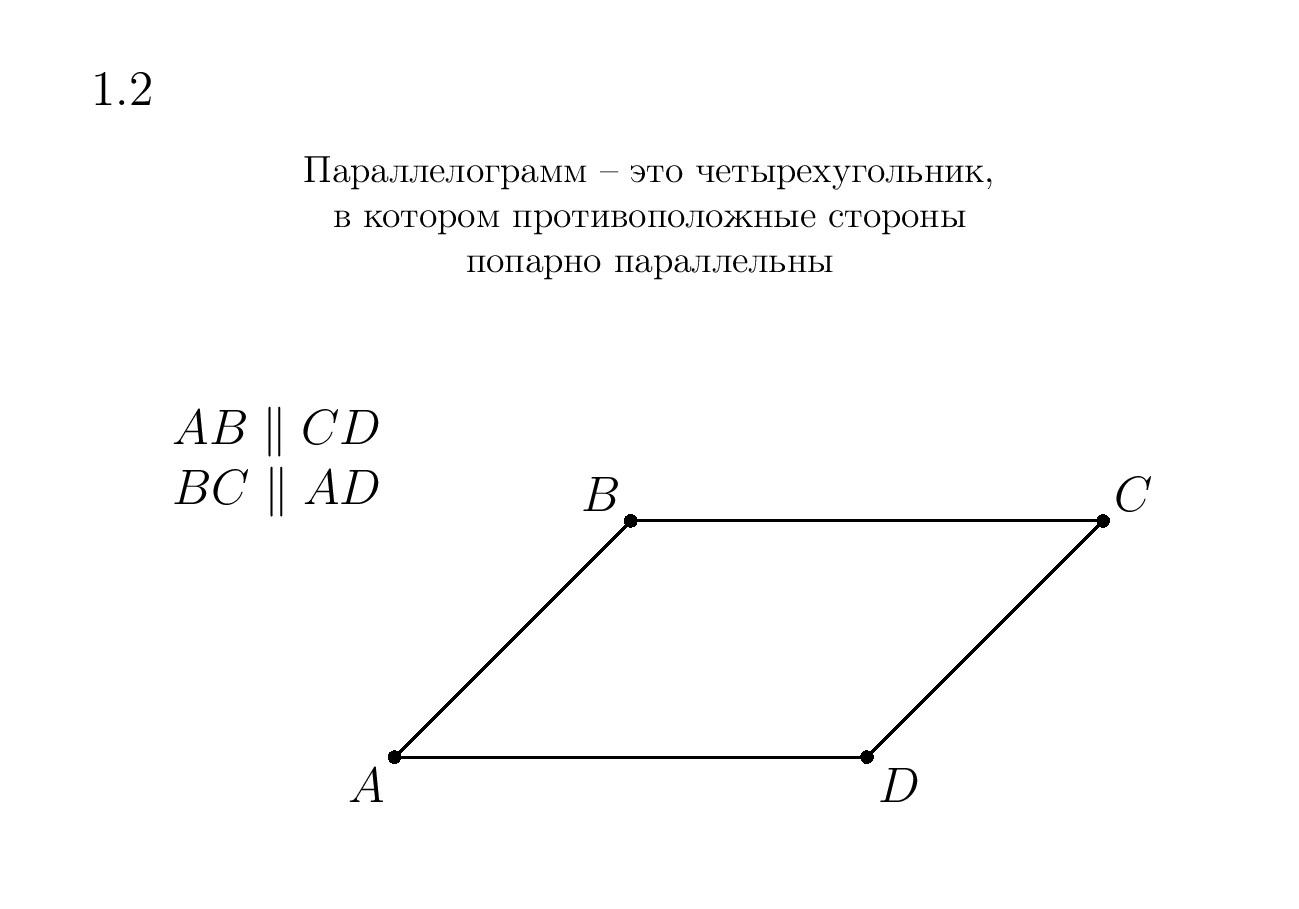 1.2
Параллелограмм – это четырехугольник,
в котором противоположные стороны
попарно параллельны
AB ∥ CD
BC ∥ AD
B
C
A
D